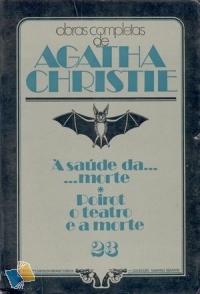 obras completas
de
AGATHA
CHRISTIE
À saúde da...
...morte
*
Poirot
o teatro
e a morte
23